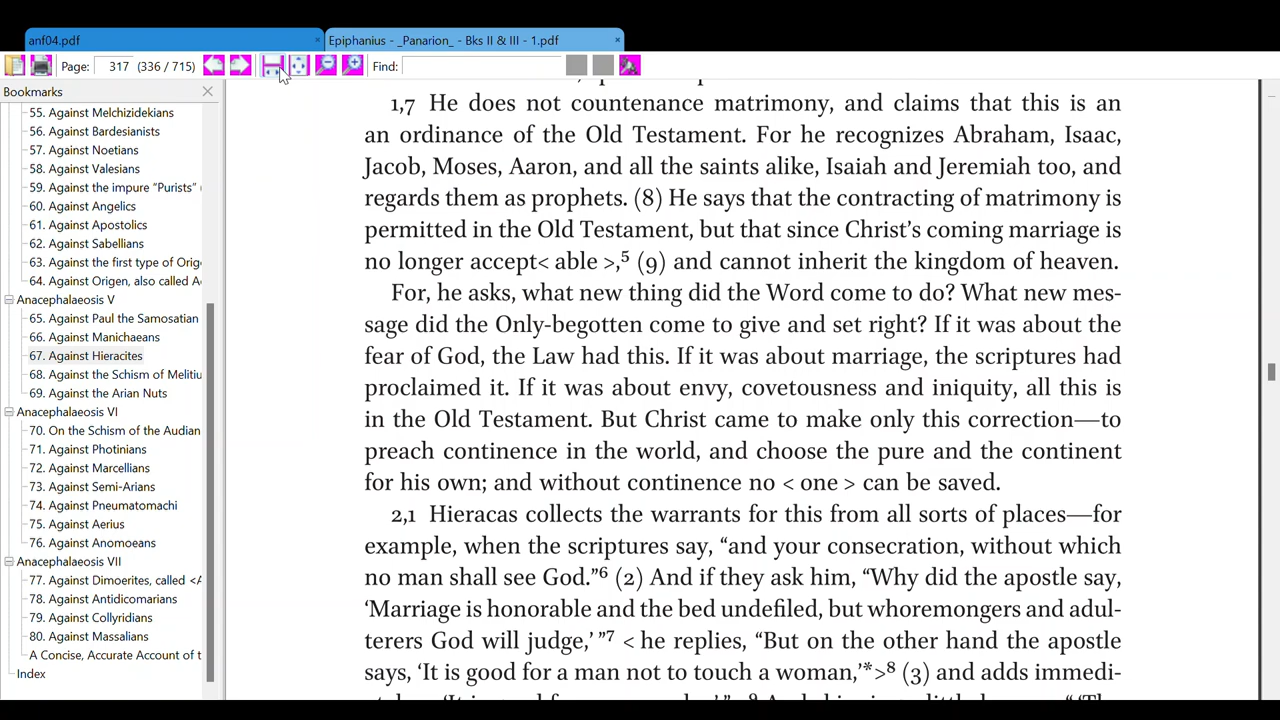 anf04.pdf
Epiphanius - _Panarion_ - Bks II & III - 1.pdf
Page: 317 (336 / 715)
Find:
Bookmarks
55. Against Melchizidekians
56. Against Bardesianists
57. Against Noetians
58. Against Valesians
59. Against the impure “Purists” (
60. Against Angelics
61. Against Apostolics
62. Against Sabellians
63. Against the first type of Orig
64. Against Origen, also called A
Anacephalaeosis V
65. Against Paul the Samosatian
66. Against Manichaeans
67. Against Hieracites
68. Against the Schism of Melitiu
69. Against the Arian Nuts
Anacephalaeosis VI
70. On the Schism of the Audian
71. Against Photinians
72. Against Marcellians
73. Against Semi-Arians
74. Against Pneumatomachi
75. Against Aerius
76. Against Anomoeans
Anacephalaeosis VII
77. Against Dimoerites, called <A
78. Against Antidicomarians
79. Against Collyridians
80. Against Massalians
A Concise, Accurate Account of t
Index
1,7 He does not countenance matrimony, and claims that this is an
an ordinance of the Old Testament. For he recognizes Abraham, Isaac,
Jacob, Moses, Aaron, and all the saints alike, Isaiah and Jeremiah too, and
regards them as prophets. (8) He says that the contracting of matrimony is
permitted in the Old Testament, but that since Christ’s coming marriage is
no longer accept< able >,⁵ (9) and cannot inherit the kingdom of heaven.
For, he asks, what new thing did the Word come to do? What new mes-
sage did the Only-begotten come to give and set right? If it was about the
fear of God, the Law had this. If it was about marriage, the scriptures had
proclaimed it. If it was about envy, covetousness and iniquity, all this is
in the Old Testament. But Christ came to make only this correction—to
preach continence in the world, and choose the pure and the continent
for his own; and without continence no < one > can be saved.
2,1 Hieracas collects the warrants for this from all sorts of places—for
example, when the scriptures say, “and your consecration, without which
no man shall see God.”⁶ (2) And if they ask him, “Why did the apostle say,
‘Marriage is honorable and the bed undefiled, but whoremongers and adul-
terers God will judge,’ ”⁷ < he replies, “But on the other hand the apostle
says, ‘It is good for a man not to touch a woman,’*>⁸ (3) and adds immedi-